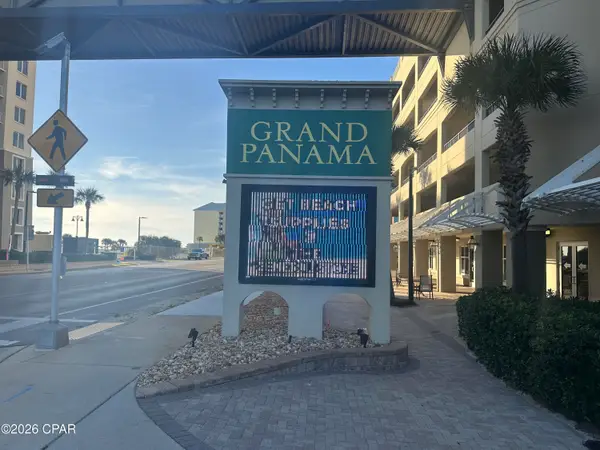 GRAND
PANAMA
GET BEACH
SUPPLIES
©2026 CPAR